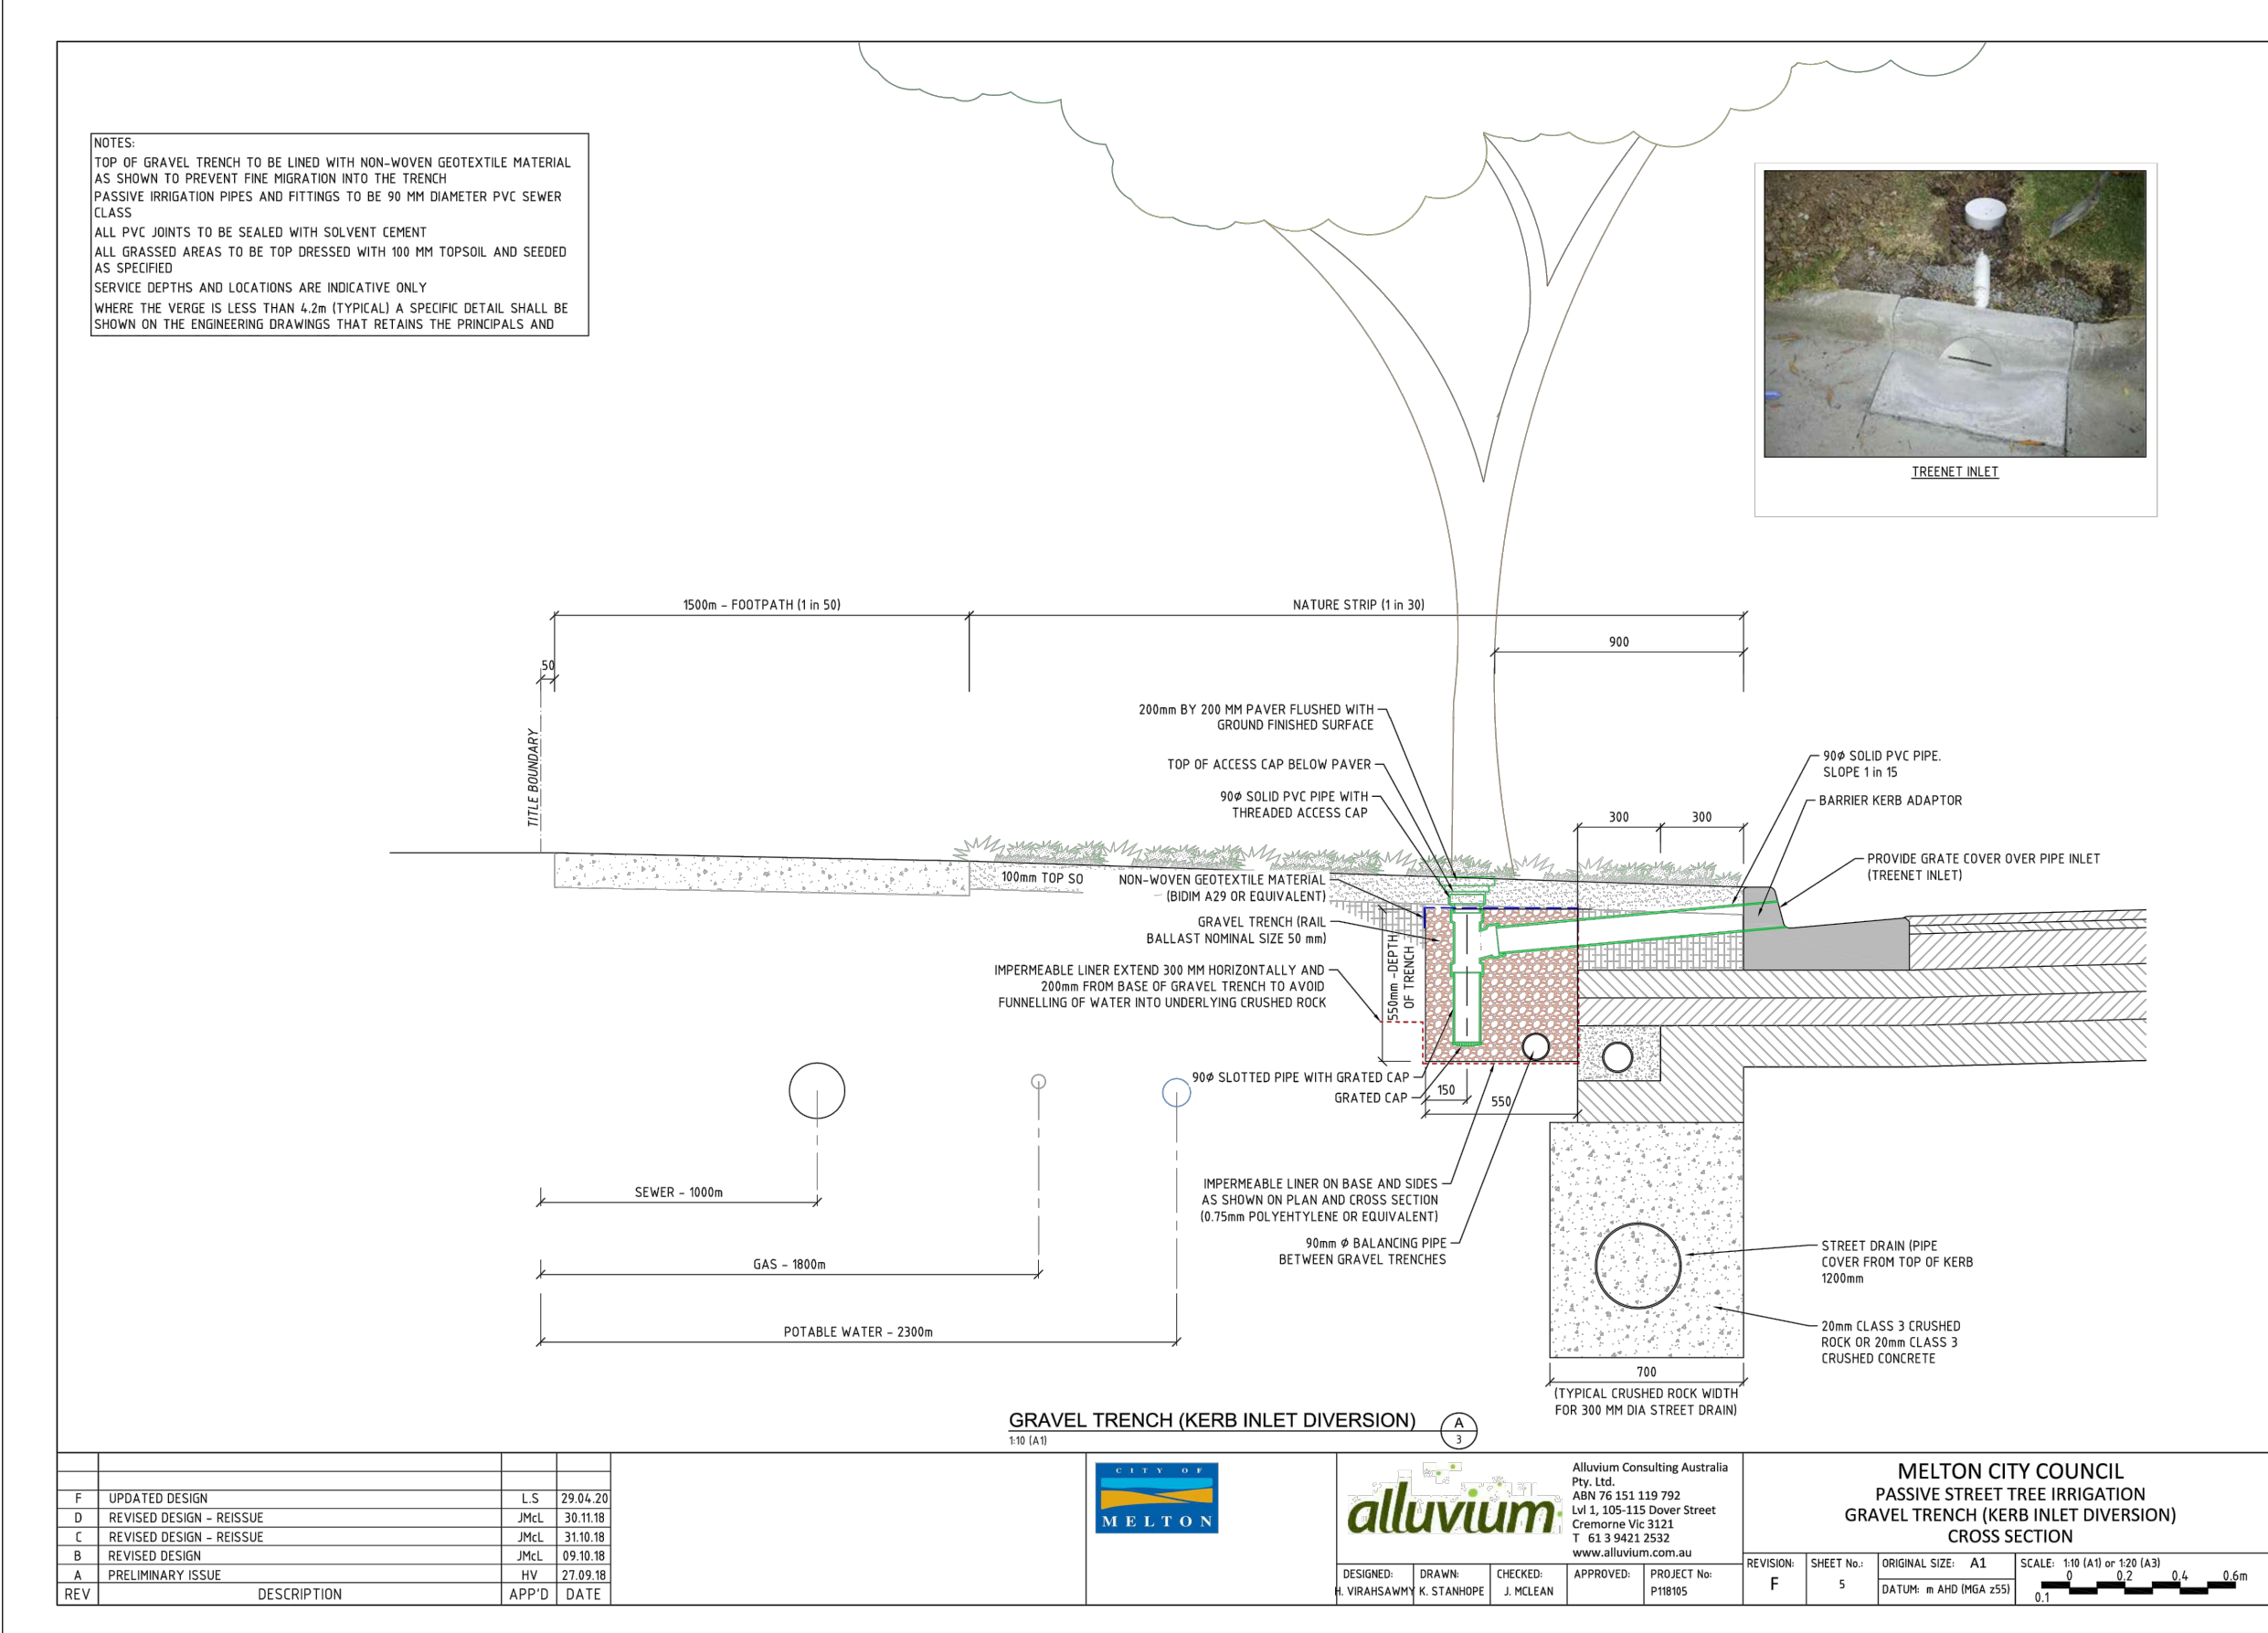 NOTES:
TOP OF GRAVEL TRENCH TO BE LINED WITH NON-WOVEN GEOTEXTILE MATERIAL
AS SHOWN TO PREVENT FINE MIGRATION INTO THE TRENCH
PASSIVE IRRIGATION PIPES AND FITTINGS TO BE 90 MM DIAMETER PVC SEWER
CLASS
ALL PVC JOINTS TO BE SEALED WITH SOLVENT CEMENT
ALL GRASSED AREAS TO BE TOP DRESSED WITH 100 MM TOPSOIL AND SEEDED
AS SPECIFIED
SERVICE DEPTHS AND LOCATIONS ARE INDICATIVE ONLY
WHERE THE VERGE IS LESS THAN 4.2m (TYPICAL) A SPECIFIC DETAIL SHALL BE
SHOWN ON THE ENGINEERING DRAWINGS THAT RETAINS THE PRINCIPALS AND
TREENET INLET
1500m - FOOTPATH (1 in 50)
NATURE STRIP (1 in 30)
900
50
TITLE BOUNDARY
200mm BY 200 MM PAVER FLUSHED WITH
GROUND FINISHED SURFACE
TOP OF ACCESS CAP BELOW PAVER
90ϕ SOLID PVC PIPE WITH
THREADED ACCESS CAP
90ϕ SOLID PVC PIPE.
SLOPE 1 in 15
BARRIER KERB ADAPTOR
300
300
PROVIDE GRATE COVER OVER PIPE INLET
(TREENET INLET)
100mm TOP SO
NON-WOVEN GEOTEXTILE MATERIAL
(BIDIM A29 OR EQUIVALENT)
GRAVEL TRENCH (RAIL
BALLAST NOMINAL SIZE 50 mm)
IMPERMEABLE LINER EXTEND 300 MM HORIZONTALLY AND
200mm FROM BASE OF GRAVEL TRENCH TO AVOID
FUNNELLING OF WATER INTO UNDERLYING CRUSHED ROCK
550mm -DEPTH
OF TRENCH
90ϕ SLOTTED PIPE WITH GRATED CAP
GRATED CAP
150
550
SEWER - 1000m
GAS - 1800m
POTABLE WATER - 2300m
IMPERMEABLE LINER ON BASE AND SIDES
AS SHOWN ON PLAN AND CROSS SECTION
(0.75mm POLYEHTYLENE OR EQUIVALENT)
90mm ϕ BALANCING PIPE
BETWEEN GRAVEL TRENCHES
STREET DRAIN (PIPE
COVER FROM TOP OF KERB
1200mm
20mm CLASS 3 CRUSHED
ROCK OR 20mm CLASS 3
CRUSHED CONCRETE
700
(TYPICAL CRUSHED ROCK WIDTH
FOR 300 MM DIA STREET DRAIN)
GRAVEL TRENCH (KERB INLET DIVERSION)
A
3
1:10 (A1)
F UPDATED DESIGN L.S 29.04.20
D REVISED DESIGN - REISSUE JMcL 30.11.18
C REVISED DESIGN - REISSUE JMcL 31.10.18
B REVISED DESIGN JMcL 09.10.18
A PRELIMINARY ISSUE HV 27.09.18
REV DESCRIPTION APP'D DATE
CITY OF
MELTON
alluvium
Alluvium Consulting Australia
Pty. Ltd.
ABN 76 151 119 792
Lvl 1, 105-115 Dover Street
Cremorne Vic 3121
T 61 3 9421 2532
www.alluvium.com.au
DESIGNED: DRAWN: CHECKED: APPROVED: PROJECT No:
H. VIRAHSAWMY K. STANHOPE J. MCLEAN P118105
MELTON CITY COUNCIL
PASSIVE STREET TREE IRRIGATION
GRAVEL TRENCH (KERB INLET DIVERSION)
CROSS SECTION
REVISION:
F
SHEET No.:
5
ORIGINAL SIZE: A1
DATUM: m AHD (MGA z55)
SCALE: 1:10 (A1) or 1:20 (A3)
0 0.2 0.4 0.6m
0.1